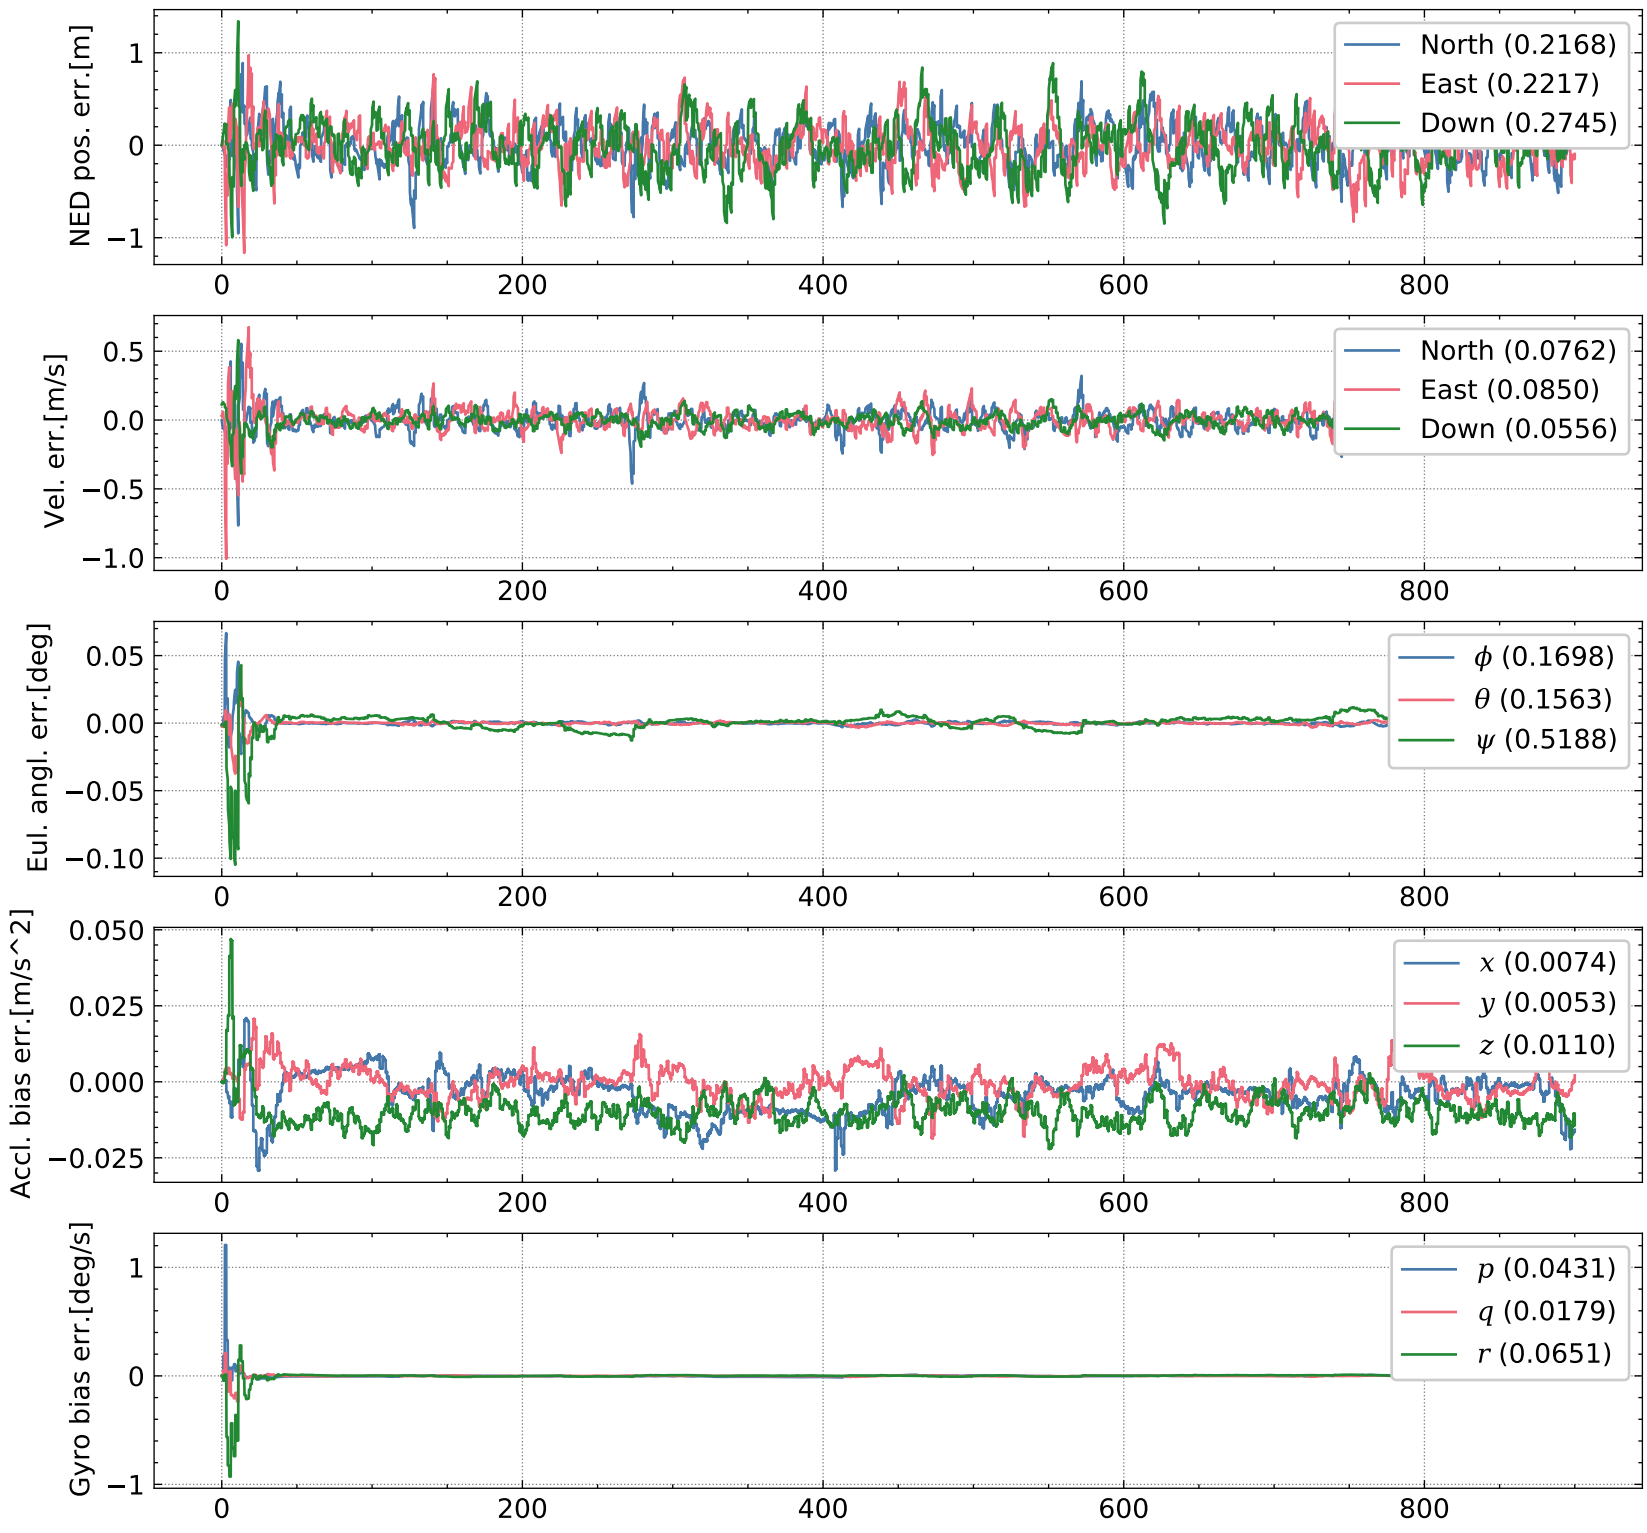 NED pos. err.[m]
1
0
−1
North (0.2168)
East (0.2217)
Down (0.2745)
0 200 400 600 800
Vel. err.[m/s]
0.5
0.0
−0.5
−1.0
North (0.0762)
East (0.0850)
Down (0.0556)
0 200 400 600 800
Eul. angl. err.[deg]
0.05
0.00
−0.05
−0.10
ϕ (0.1698)
θ (0.1563)
ψ (0.5188)
0 200 400 600 800
Accl. bias err.[m/s^2]
0.050
0.025
0.000
−0.025
x (0.0074)
y (0.0053)
z (0.0110)
0 200 400 600 800
Gyro bias err.[deg/s]
1
0
−1
p (0.0431)
q (0.0179)
r (0.0651)
0 200 400 600 800